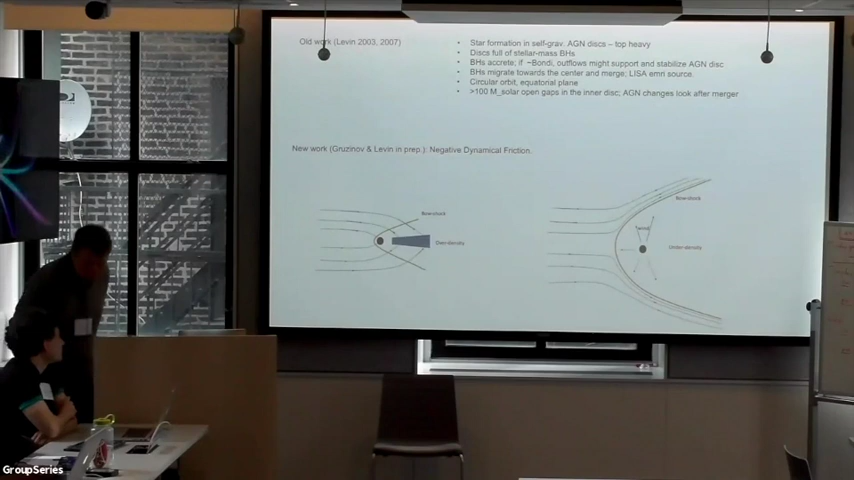 Old work (Levin 2003, 2007)
• Star formation in self-grav. AGN discs – top heavy
• Discs full of stellar-mass BHs
• BHs accrete; if ~Bondi, outflows might support and stabilize AGN disc
• BHs migrate towards the center and merge; LISA emri source.
• Circular orbit, equatorial plane
• >100 M_solar open gaps in the inner disc; AGN changes look after merger
New work (Gruzinov & Levin in prep.): Negative Dynamical Friction.
Bow-shock
Over-density
Bow-shock
Under-density
GroupSeries